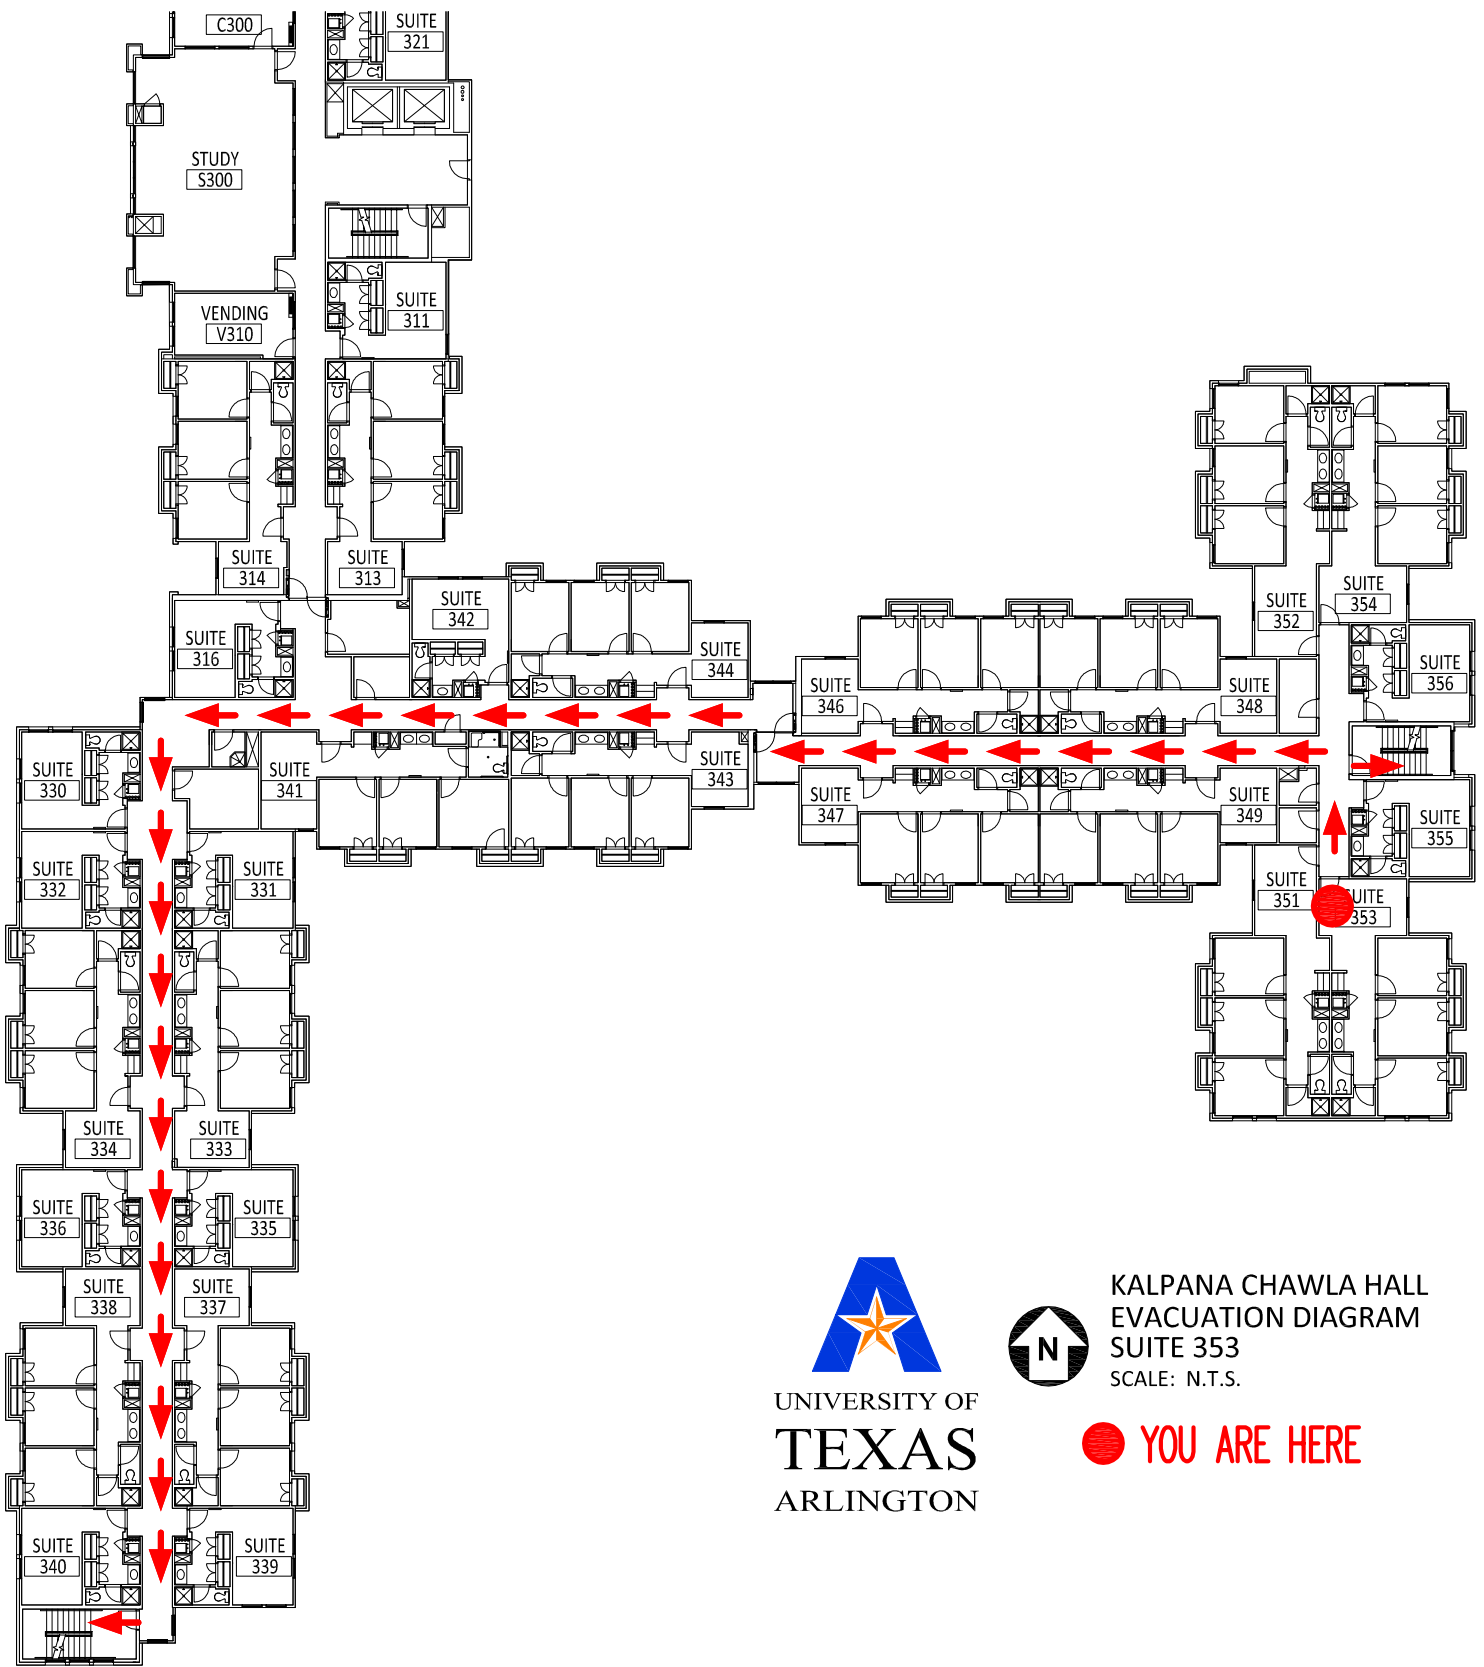 C300
SUITE
321
STUDY
S300
VENDING
V310
SUITE
311
SUITE
314
SUITE
313
SUITE
316
SUITE
342
SUITE
344
SUITE
346
SUITE
348
SUITE
352
SUITE
354
SUITE
356
SUITE
330
SUITE
341
SUITE
343
SUITE
347
SUITE
349
SUITE
355
SUITE
332
SUITE
331
SUITE
351
SUITE
353
SUITE
334
SUITE
333
SUITE
336
SUITE
335
SUITE
338
SUITE
337
SUITE
340
SUITE
339
UNIVERSITY OF
TEXAS
ARLINGTON
N
KALPANA CHAWLA HALL
EVACUATION DIAGRAM
SUITE 353
SCALE: N.T.S.
YOU ARE HERE